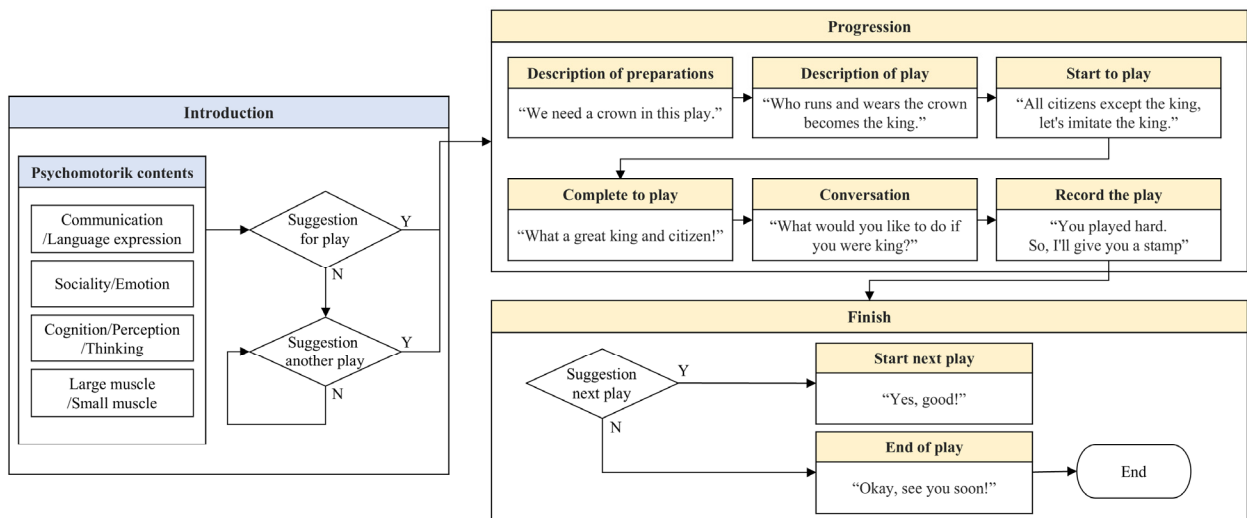 Introduction
Psychomotorik contents
Communication
/Language expression
Sociality/Emotion
Cognition/Perception
/Thinking
Large muscle
/Small muscle
Suggestion
for play
Y
N
Suggestion
another play
Y
N
Progression
Description of preparations
“We need a crown in this play.”
Description of play
“Who runs and wears the crown
becomes the king.”
Start to play
“All citizens except the king,
let's imitate the king.”
Complete to play
“What a great king and citizen!”
Conversation
“What would you like to do if
you were king?”
Record the play
“You played hard.
So, I'll give you a stamp”
Finish
Suggestion
next play
Y
N
Start next play
“Yes, good!”
End of play
“Okay, see you soon!”
End